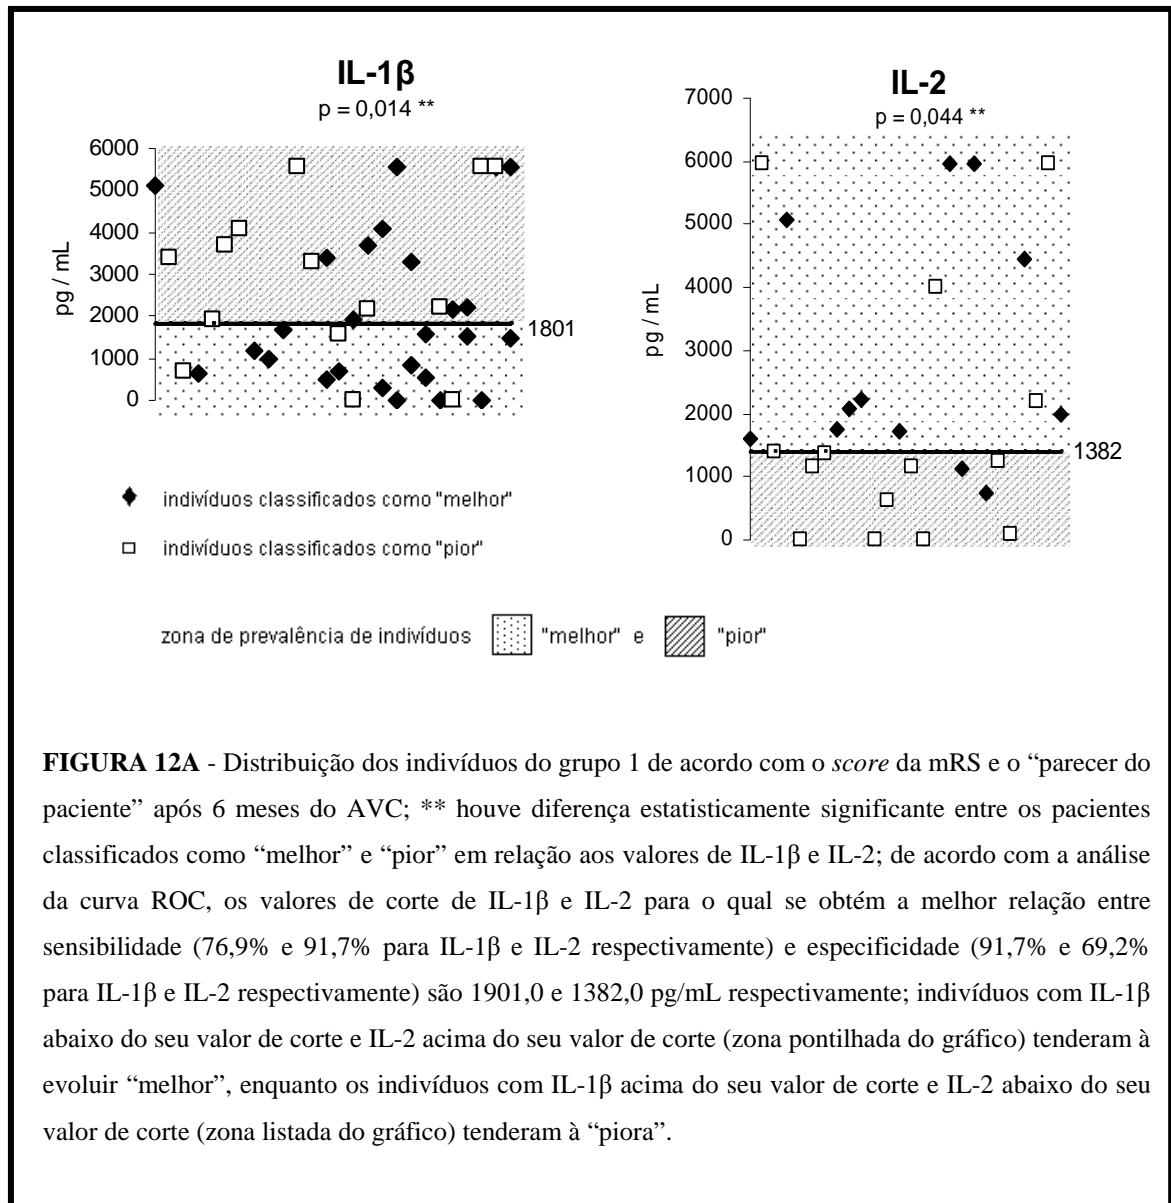 IL-1β
p = 0,014 **
6000
5000
4000
3000
2000
1000
0
pg / mL
1801
IL-2
p = 0,044 **
7000
6000
5000
4000
3000
2000
1000
0
pg / mL
1382
indivíduos classificados como "melhor"
indivíduos classificados como "pior"
zona de prevalência de indivíduos "melhor" e "pior"
FIGURA 12A - Distribuição dos indivíduos do grupo 1 de acordo com o score da mRS e o “parecer do
paciente” após 6 meses do AVC; ** houve diferença estatisticamente significante entre os pacientes
classificados como “melhor” e “pior” em relação aos valores de IL-1β e IL-2; de acordo com a análise
da curva ROC, os valores de corte de IL-1β e IL-2 para o qual se obtém a melhor relação entre
sensibilidade (76,9% e 91,7% para IL-1β e IL-2 respectivamente) e especificidade (91,7% e 69,2%
para IL-1β e IL-2 respectivamente) são 1901,0 e 1382,0 pg/mL respectivamente; indivíduos com IL-1β
abaixo do seu valor de corte e IL-2 acima do seu valor de corte (zona pontilhada do gráfico) tenderam à
evoluir “melhor”, enquanto os indivíduos com IL-1β acima do seu valor de corte e IL-2 abaixo do seu
valor de corte (zona listada do gráfico) tenderam à “piora”.